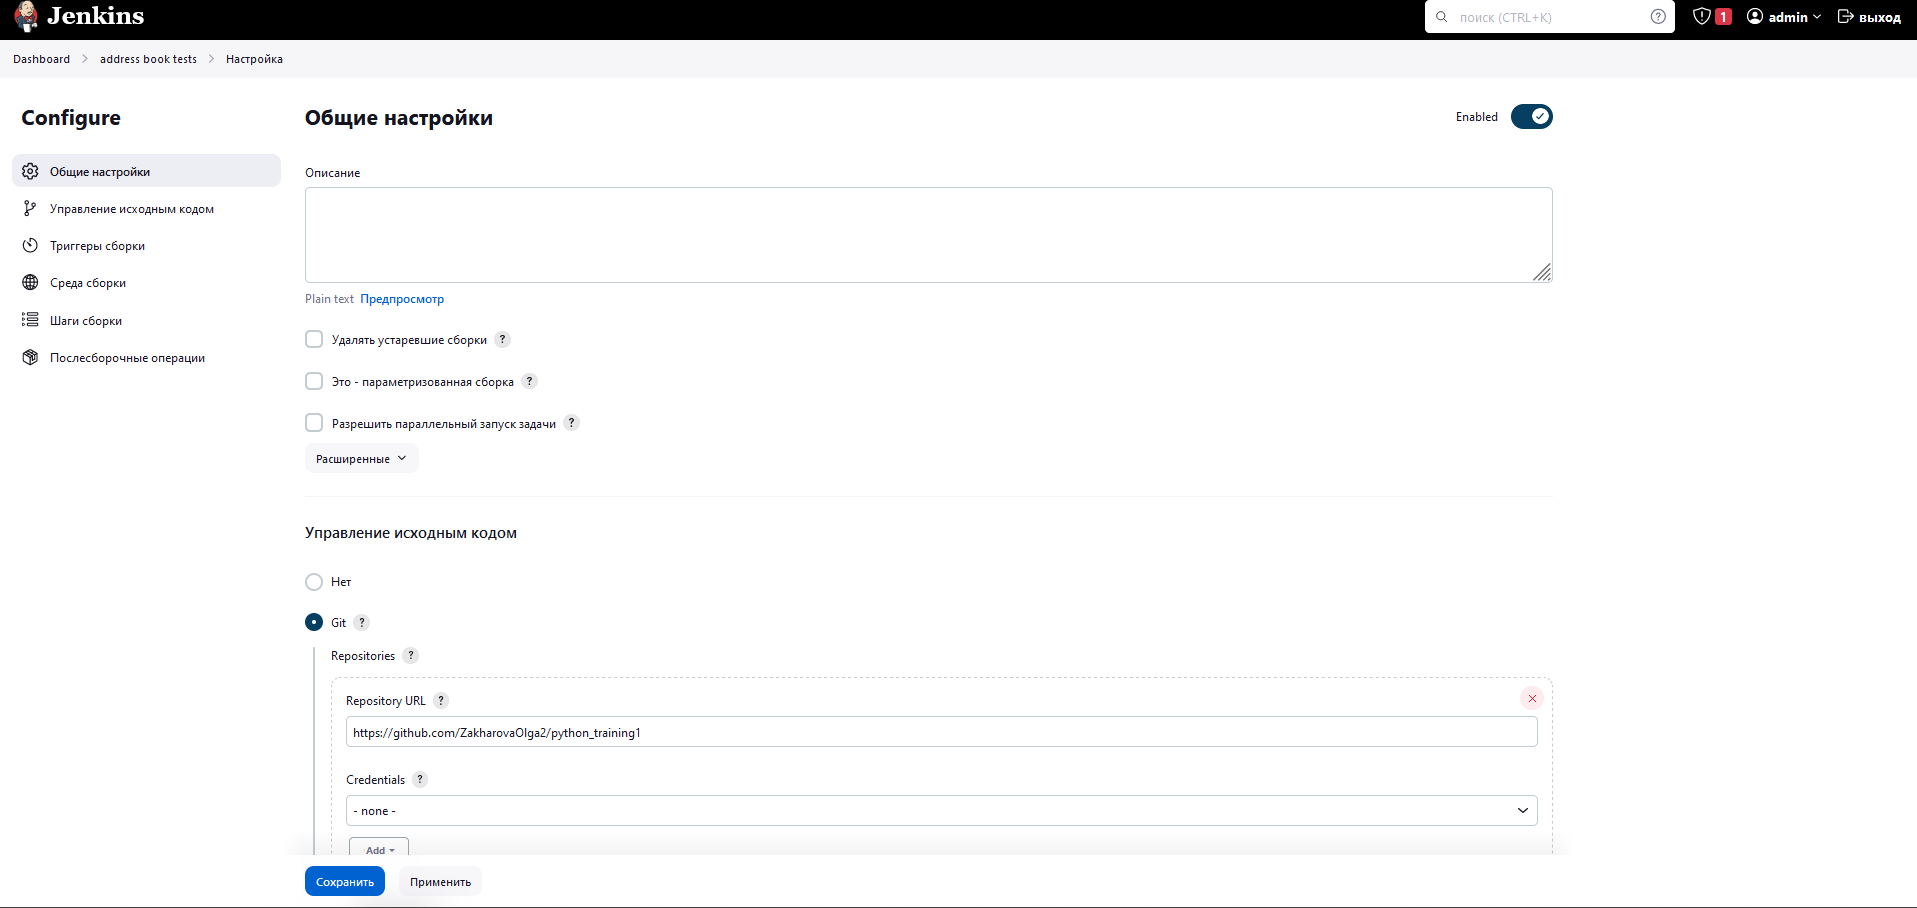 Jenkins
поиск (CTRL+K)
?
1
admin
выход
Dashboard
address book tests
Настройка
Configure
Общие настройки
Управление исходным кодом
Триггеры сборки
Среда сборки
Шаги сборки
Послесборочные операции
Общие настройки
Enabled
Описание
Plain text Предпросмотр
Удалять устаревшие сборки ?
Это - параметризованная сборка ?
Разрешить параллельный запуск задачи ?
Расширенные
Управление исходным кодом
Нет
Git ?
Repositories ?
Repository URL ?
https://github.com/ZakharovaOlga2/python_training1
Credentials ?
- none -
Add
Сохранить
Применить